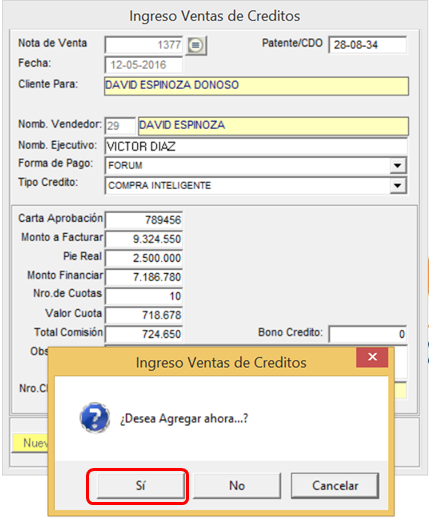 Ingreso Ventas de Creditos
Nota de Venta 1377 Patente/CDO 28-08-34
Fecha: 12-05-2016
Cliente Para: DAVID ESPINOZA DONOSO
Nomb. Vendedor: 29 DAVID ESPINOZA
Nomb. Ejecutivo: VICTOR DIAZ
Forma de Pago: FORUM
Tipo Credito: COMPRA INTELIGENTE
Carta Aprobación 789456
Monto a Facturar 9.324.550
Pie Real 2.500.000
Monto Financiar 7.186.780
Nro.de Cuotas 10
Valor Cuota 718.678
Total Comisión 724.650 Bono Credito: 0
Obs
Nro.C
Nuev
Ingreso Ventas de Creditos
¿Desea Agregar ahora...?
Sí No Cancelar